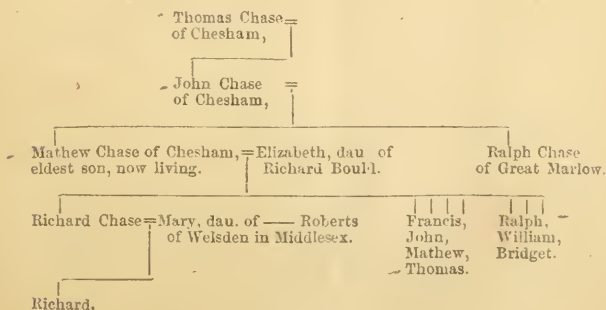 Thomas Chase
of Chesham,
John Chase
of Chesham,
Mathew Chase of Chesham, Elizabeth, dau of Ralph Chase
eldest son, now living. Richard of Great Marlow.
Richard Chase Mary, dau. of —— Roberts Francis, Ralph,
of Welsden in Middlesex. John, William,
Mathew, Bridget.
Thomas.
Richard.